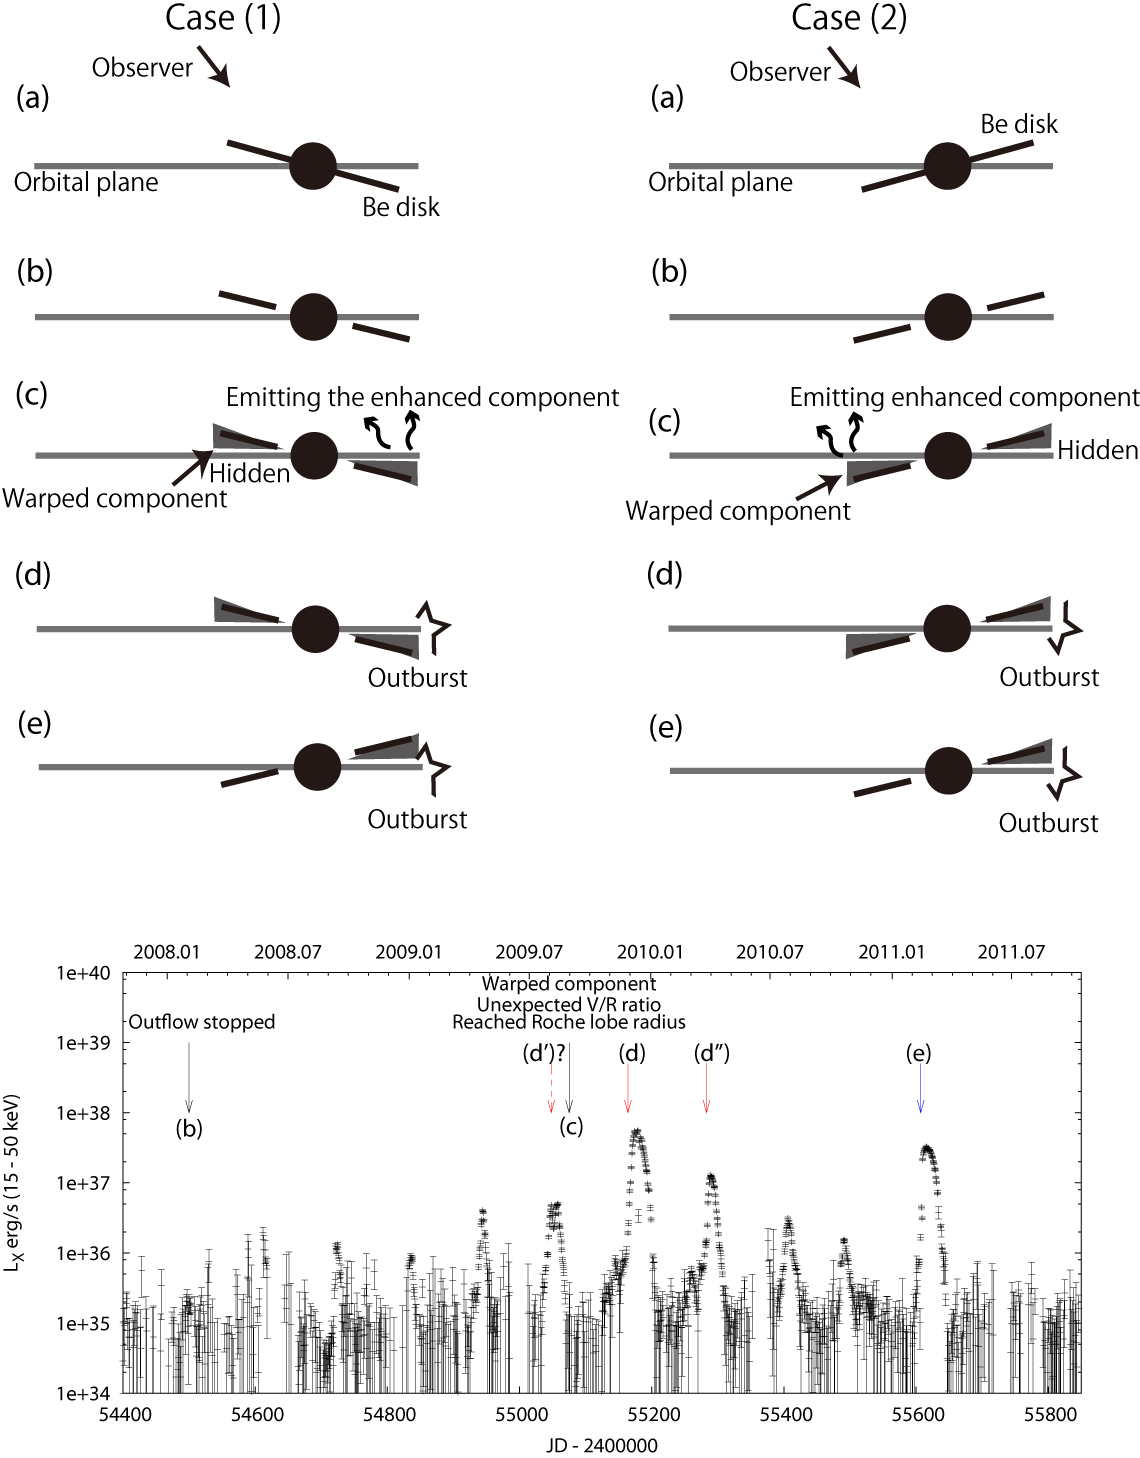 Case (1)
Observer
(a)
Orbital plane
Be disk
(b)
(c)
Emitting the enhanced component
Hidden
Warped component
(d)
Outburst
(e)
Outburst
Case (2)
Observer
(a)
Be disk
Orbital plane
(b)
Emitting enhanced component
(c)
Hidden
Warped component
(d)
Outburst
(e)
Outburst
2008.01 2008.07 2009.01 2009.07 2010.01 2010.07 2011.01 2011.07
1e+40
1e+39
1e+38
1e+37
1e+36
1e+35
1e+34
Lx erg/s (15 - 50 keV)
Warped component
Unexpected V/R ratio
Outflow stopped
Reached Roche lobe radius
(d')? (d) (d") (e)
(b) (c)
54400 54600 54800 55000 55200 55400 55600 55800
JD - 2400000